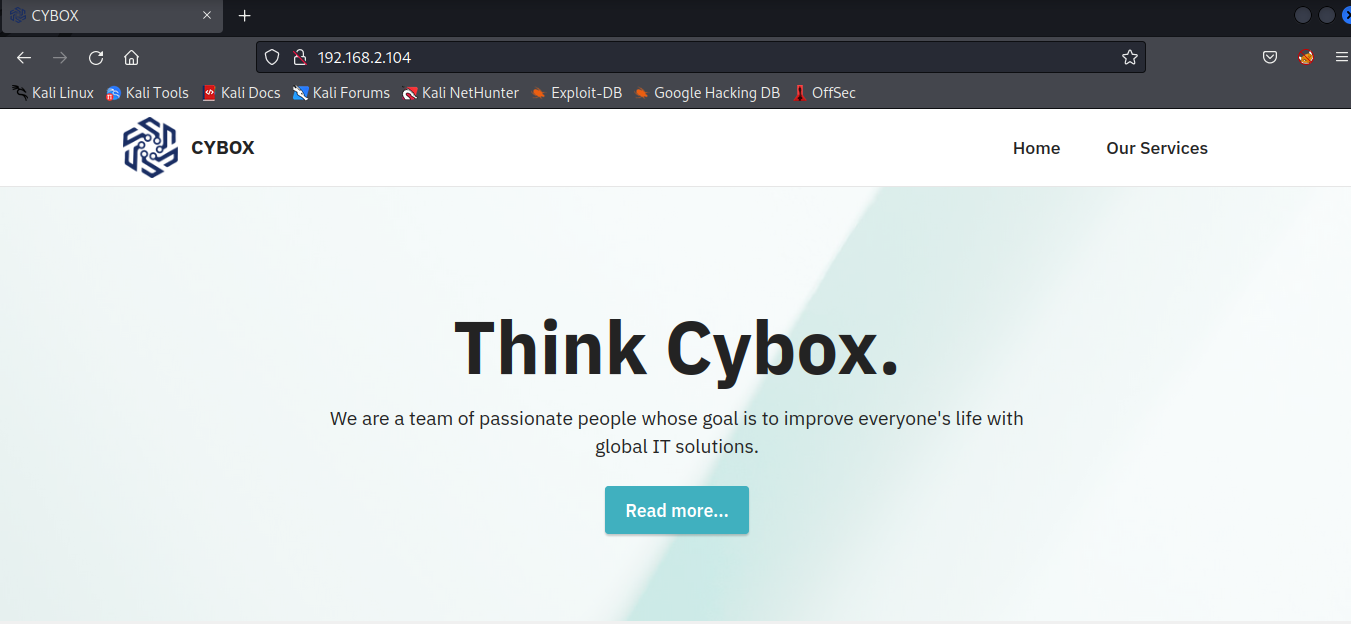 CYBOX
192.168.2.104
Kali Linux Kali Tools Kali Docs Kali Forums Kali NetHunter Exploit-DB Google Hacking DB OffSec
CYBOX Home Our Services
Think Cybox.
We are a team of passionate people whose goal is to improve everyone's life with
global IT solutions.
Read more...